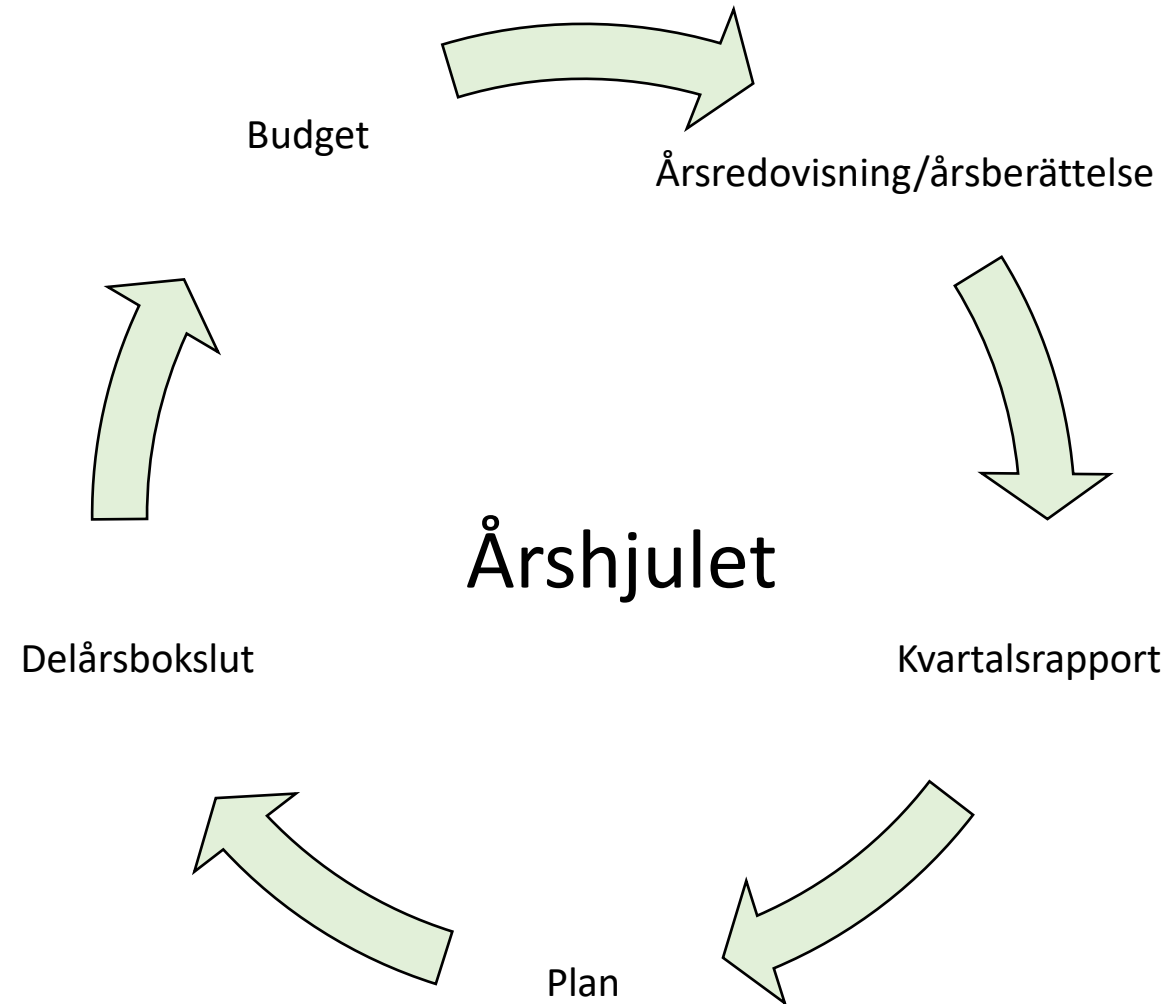 Budget
Årsredovisning/årsberättelse
Årshjulet
Delårsbokslut
Kvartalsrapport
Plan